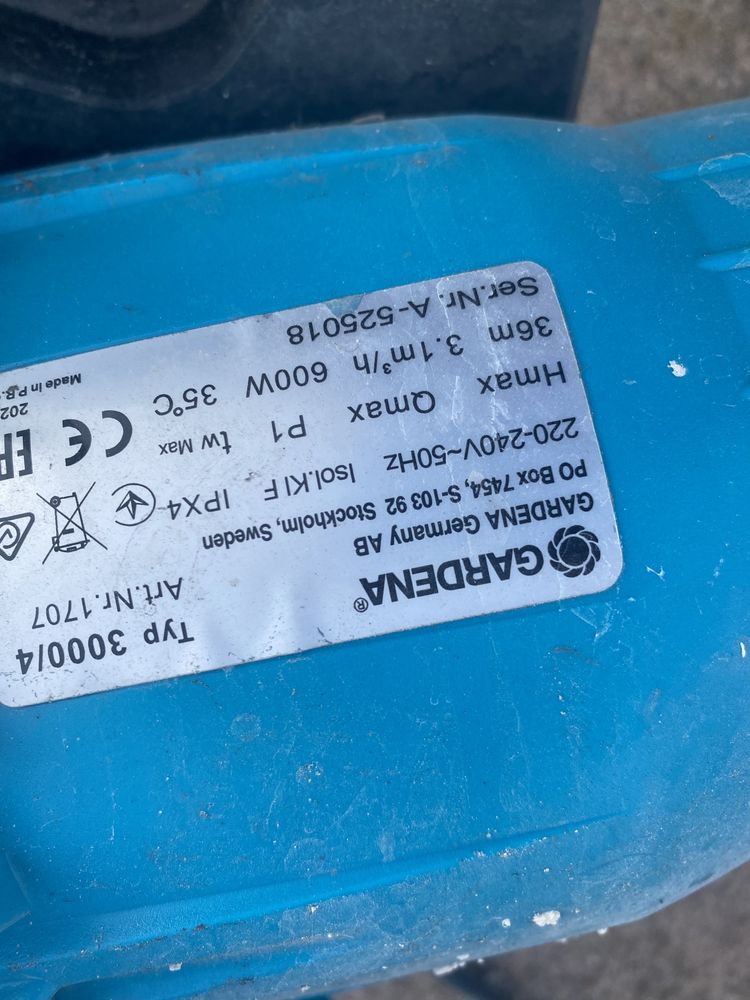 GARDENA®
Typ 3000/4
Art.Nr.1707
GARDENA Germany AB
PO Box 7454, S-103 92 Stockholm, Sweden
220-240V~50Hz Isol.Kl F IPX4
Hmax Qmax P1 tw Max
36m 3.1m³/h 600W 35°C
Ser.Nr. A-525018
CE
Made in P.R.